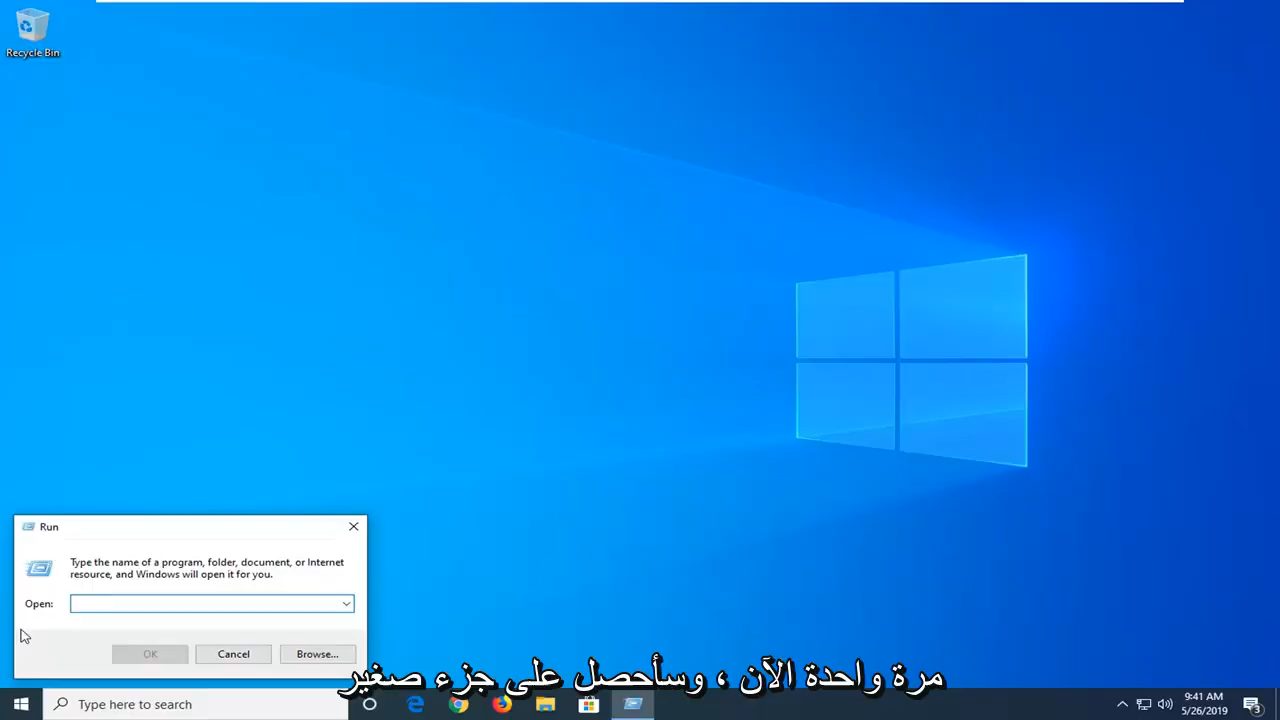 Recycle Bin
Run
Type the name of a program, folder, document, or Internet
resource, and Windows will open it for you.
Open:
OK
Cancel
Browse...
مرة واحدة الآن ، وسأحصل على جزء صغير
Type here to search
9:41 AM
5/26/2019
3